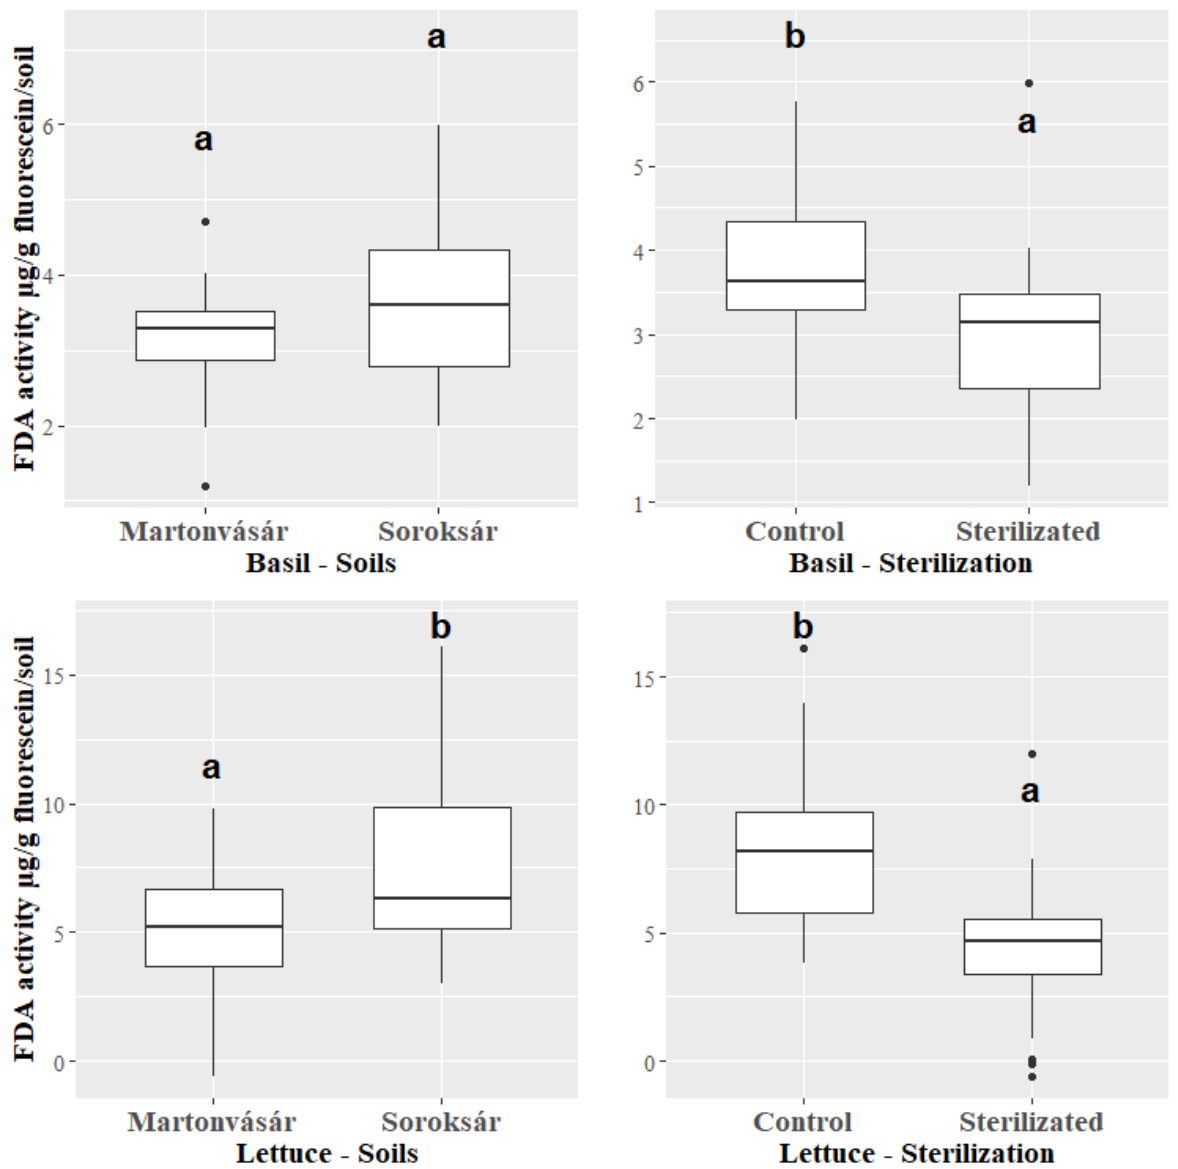 FDA activity µg/g fluorescein/soil
6
4
2
a
a
Martonvásár
Soroksár
Basil - Soils
6
5
4
3
2
1
b
a
Control
Sterilizated
Basil - Sterilization
FDA activity µg/g fluorescein/soil
15
10
5
0
a
b
Martonvásár
Soroksár
Lettuce - Soils
15
10
5
0
b
a
Control
Sterilizated
Lettuce - Sterilization